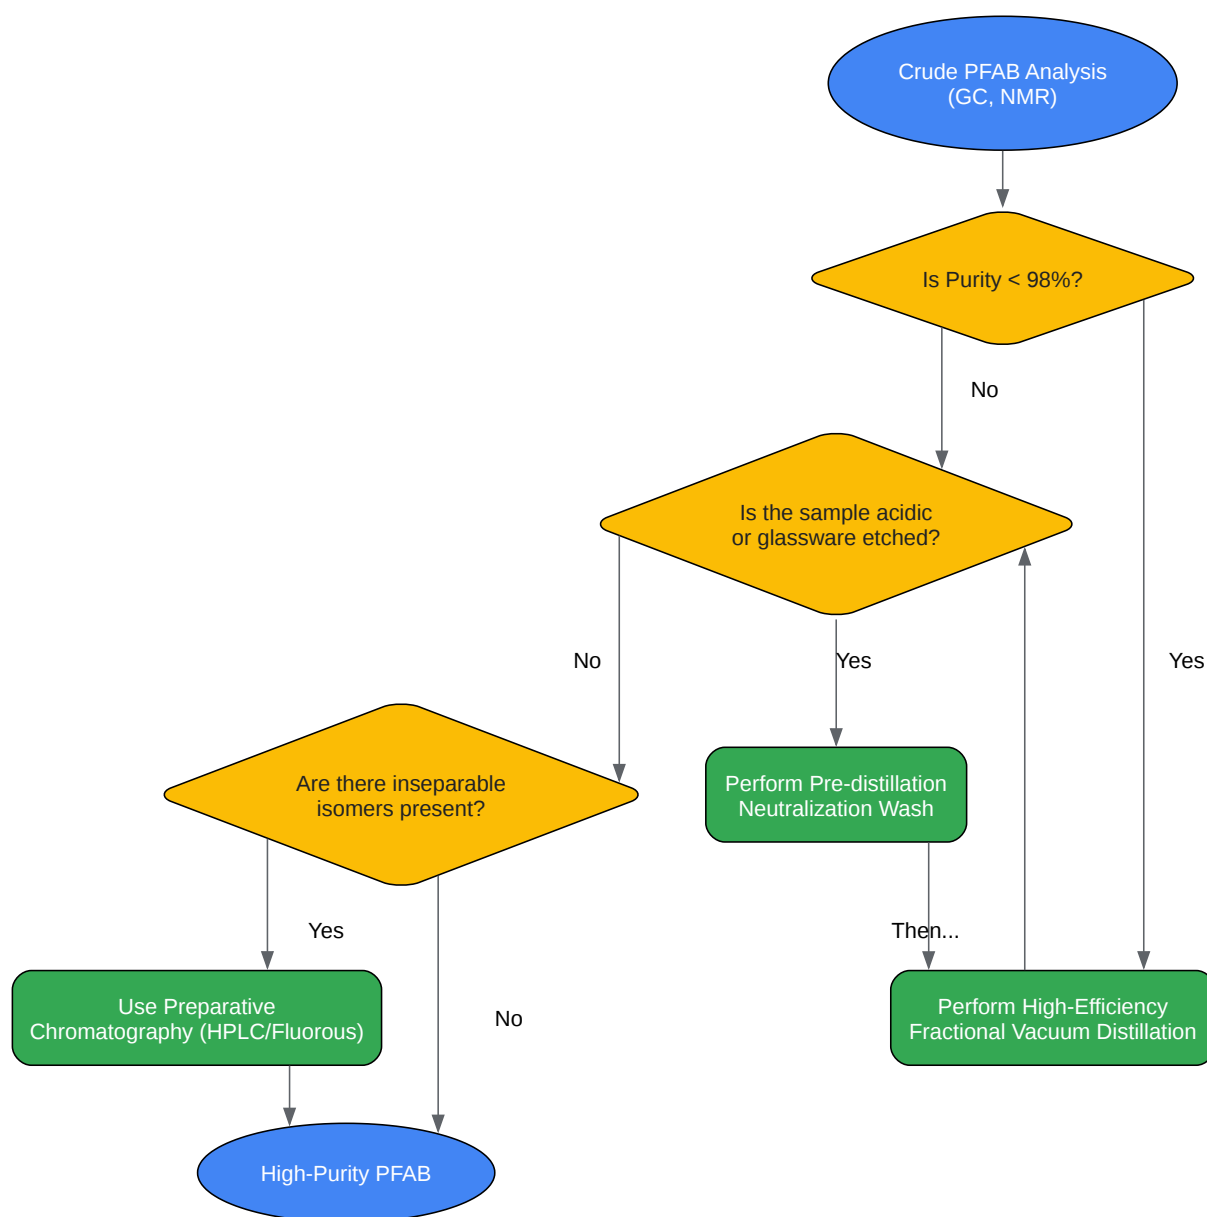 Crude PFAB Analysis
(GC, NMR)
Is Purity < 98%?
No
Is the sample acidic
or glassware etched?
No
Yes
Yes
Are there inseparable
isomers present?
Perform Pre-distillation
Neutralization Wash
Yes
Then...
Use Preparative
Chromatography (HPLC/Fluorous)
No
Perform High-Efficiency
Fractional Vacuum Distillation
High-Purity PFAB